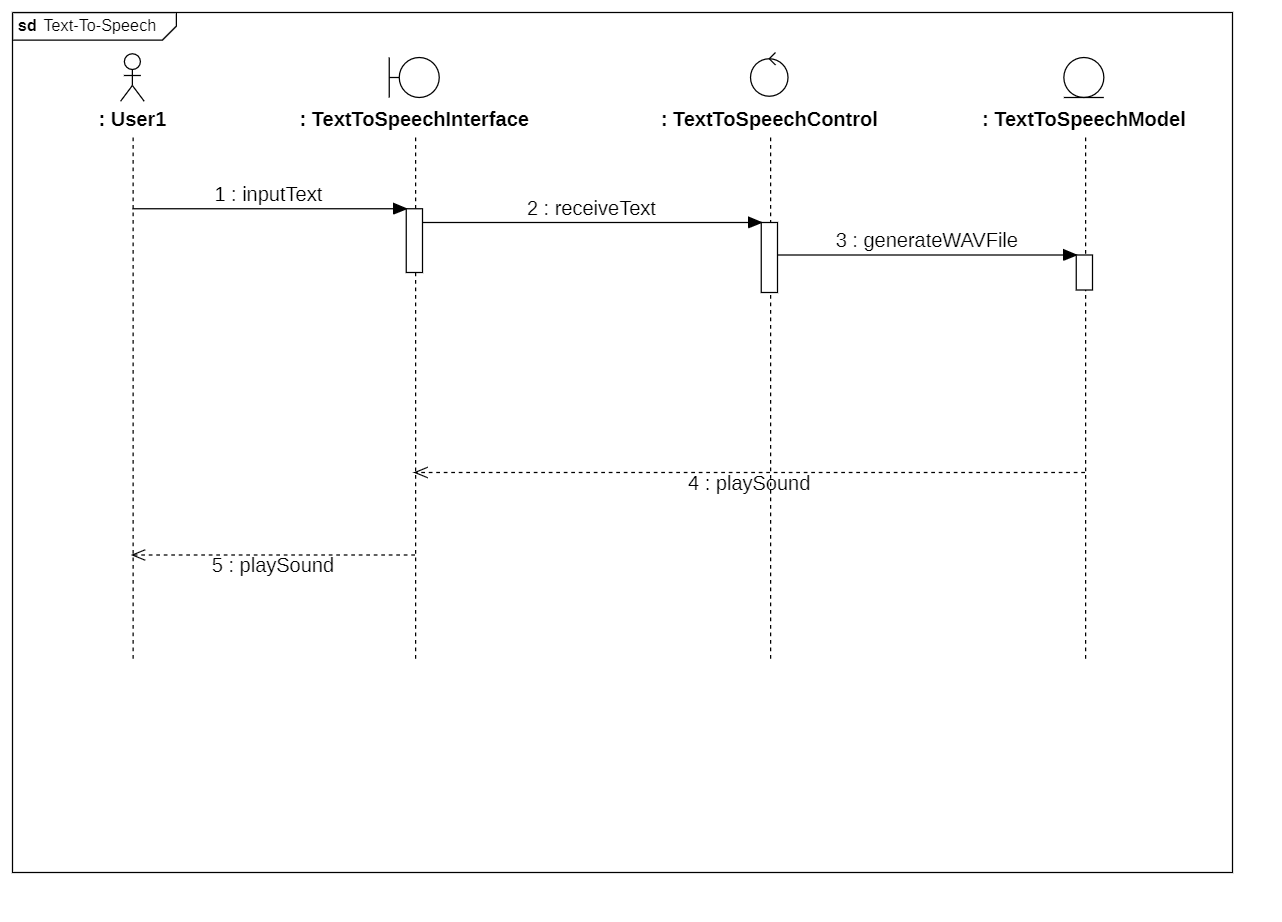 sd Text-To-Speech
: User1
: TextToSpeechInterface
: TextToSpeechControl
: TextToSpeechModel
1 : inputText
2 : receiveText
3 : generateWAVFile
4 : playSound
5 : playSound